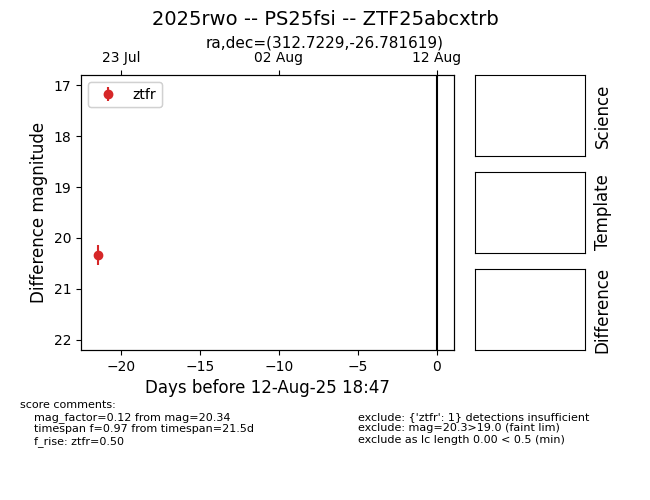 2025rwo -- PS25fsi -- ZTF25abcxtrb
ra,dec=(312.7229,-26.781619)
23 Jul 02 Aug 12 Aug
ztfr
17
18
19
20
21
22
Difference magnitude
−20 −15 −10 −5 0
Days before 12-Aug-25 18:47
Science
Template
Difference
score comments:
mag_factor=0.12 from mag=20.34
timespan f=0.97 from timespan=21.5d
f_rise: ztfr=0.50
exclude: {'ztfr': 1} detections insufficient
exclude: mag=20.3>19.0 (faint lim)
exclude as lc length 0.00 < 0.5 (min)